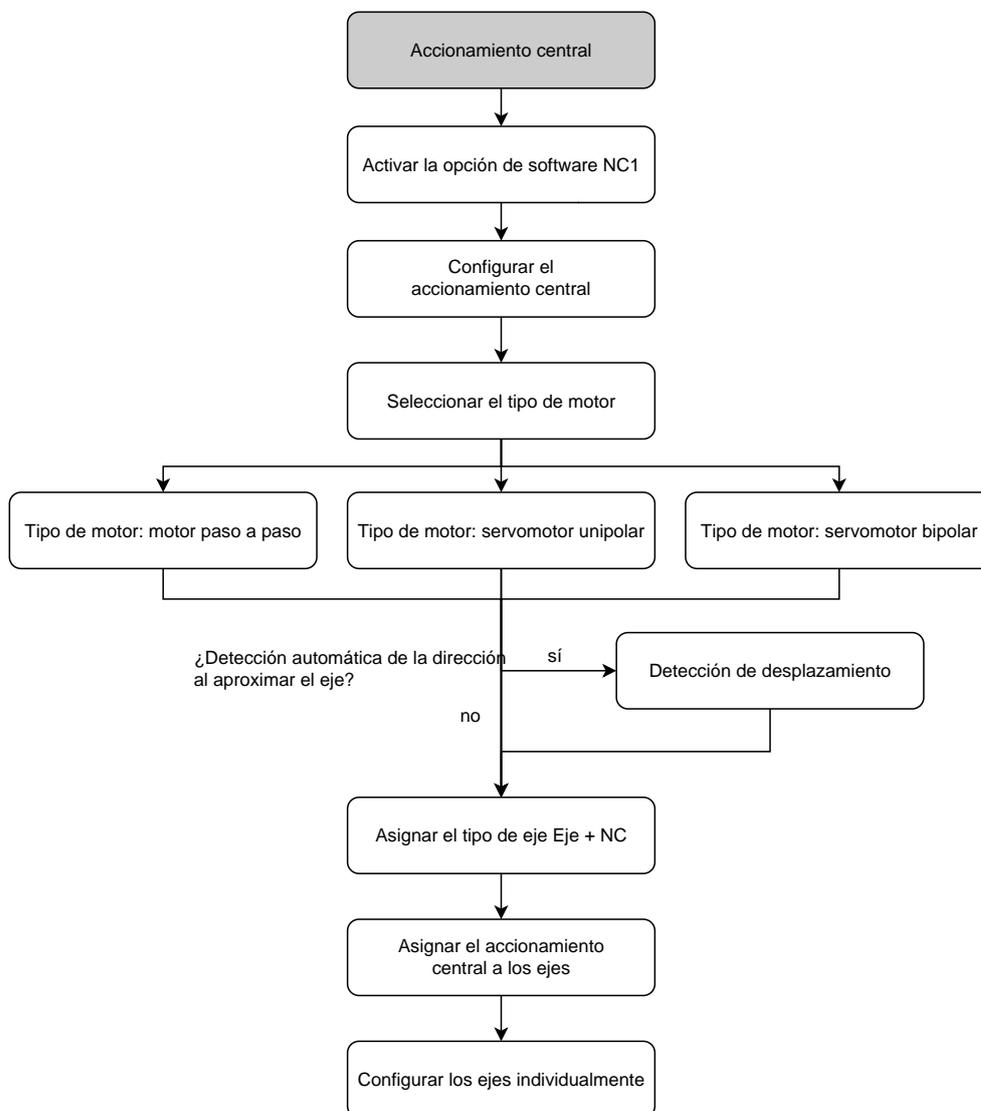 Accionamiento central
Activar la opción de software NC1
Configurar el
accionamiento central
Seleccionar el tipo de motor
Tipo de motor: motor paso a paso
Tipo de motor: servomotor unipolar
Tipo de motor: servomotor bipolar
¿Detección automática de la dirección
al aproximar el eje?
sí
Detección de desplazamiento
no
Asignar el tipo de eje Eje + NC
Asignar el accionamiento
central a los ejes
Configurar los ejes individualmente